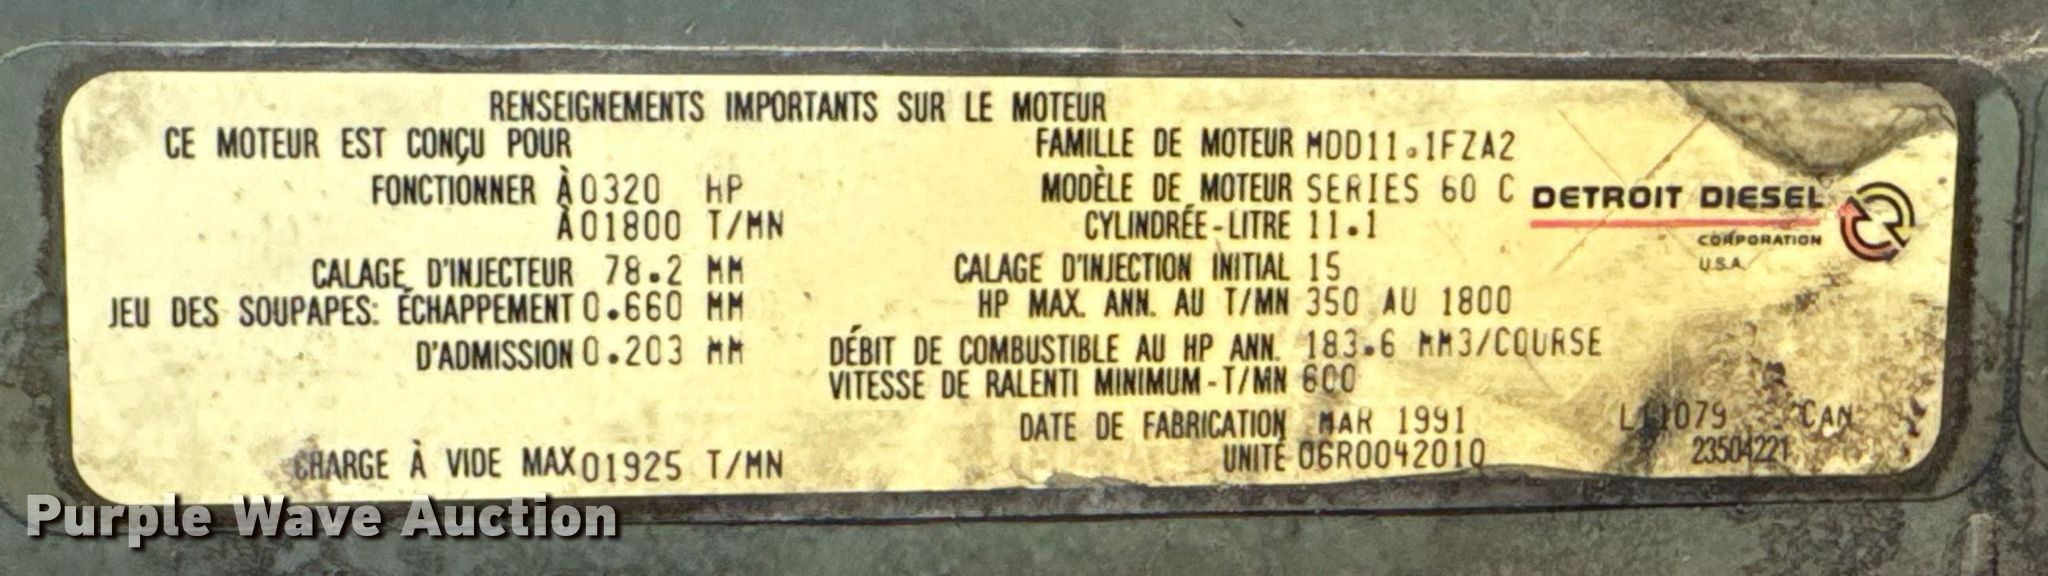 RENSEIGNEMENTS IMPORTANTS SUR LE MOTEUR
CE MOTEUR EST CONÇU POUR
FONCTIONNER À 0320 HP
À 01800 T/MN
CALAGE D'INJECTEUR 78.2 MM
JEU DES SOUPAPES: ÉCHAPPEMENT 0.660 MM
D'ADMISSION 0.203 MM
CHARGE À VIDE MAX 01925 T/MN
FAMILLE DE MOTEUR MDD11.1FZA2
MODÈLE DE MOTEUR SERIES 60 C
CYLINDRÉE-LITRE 11.1
CALAGE D'INJECTION INITIAL 15
HP MAX. ANN. AU T/MN 350 AU 1800
DÉBIT DE COMBUSTIBLE AU HP ANN. 183.6 MM3/COURSE
VITESSE DE RALENTI MINIMUM-T/MN 600
DATE DE FABRICATION MAR 1991
UNITÉ 06R0042010
DETROIT DIESEL
CORPORATION
U.S.A.
L11079 CAN
23504221
Purple Wave Auction